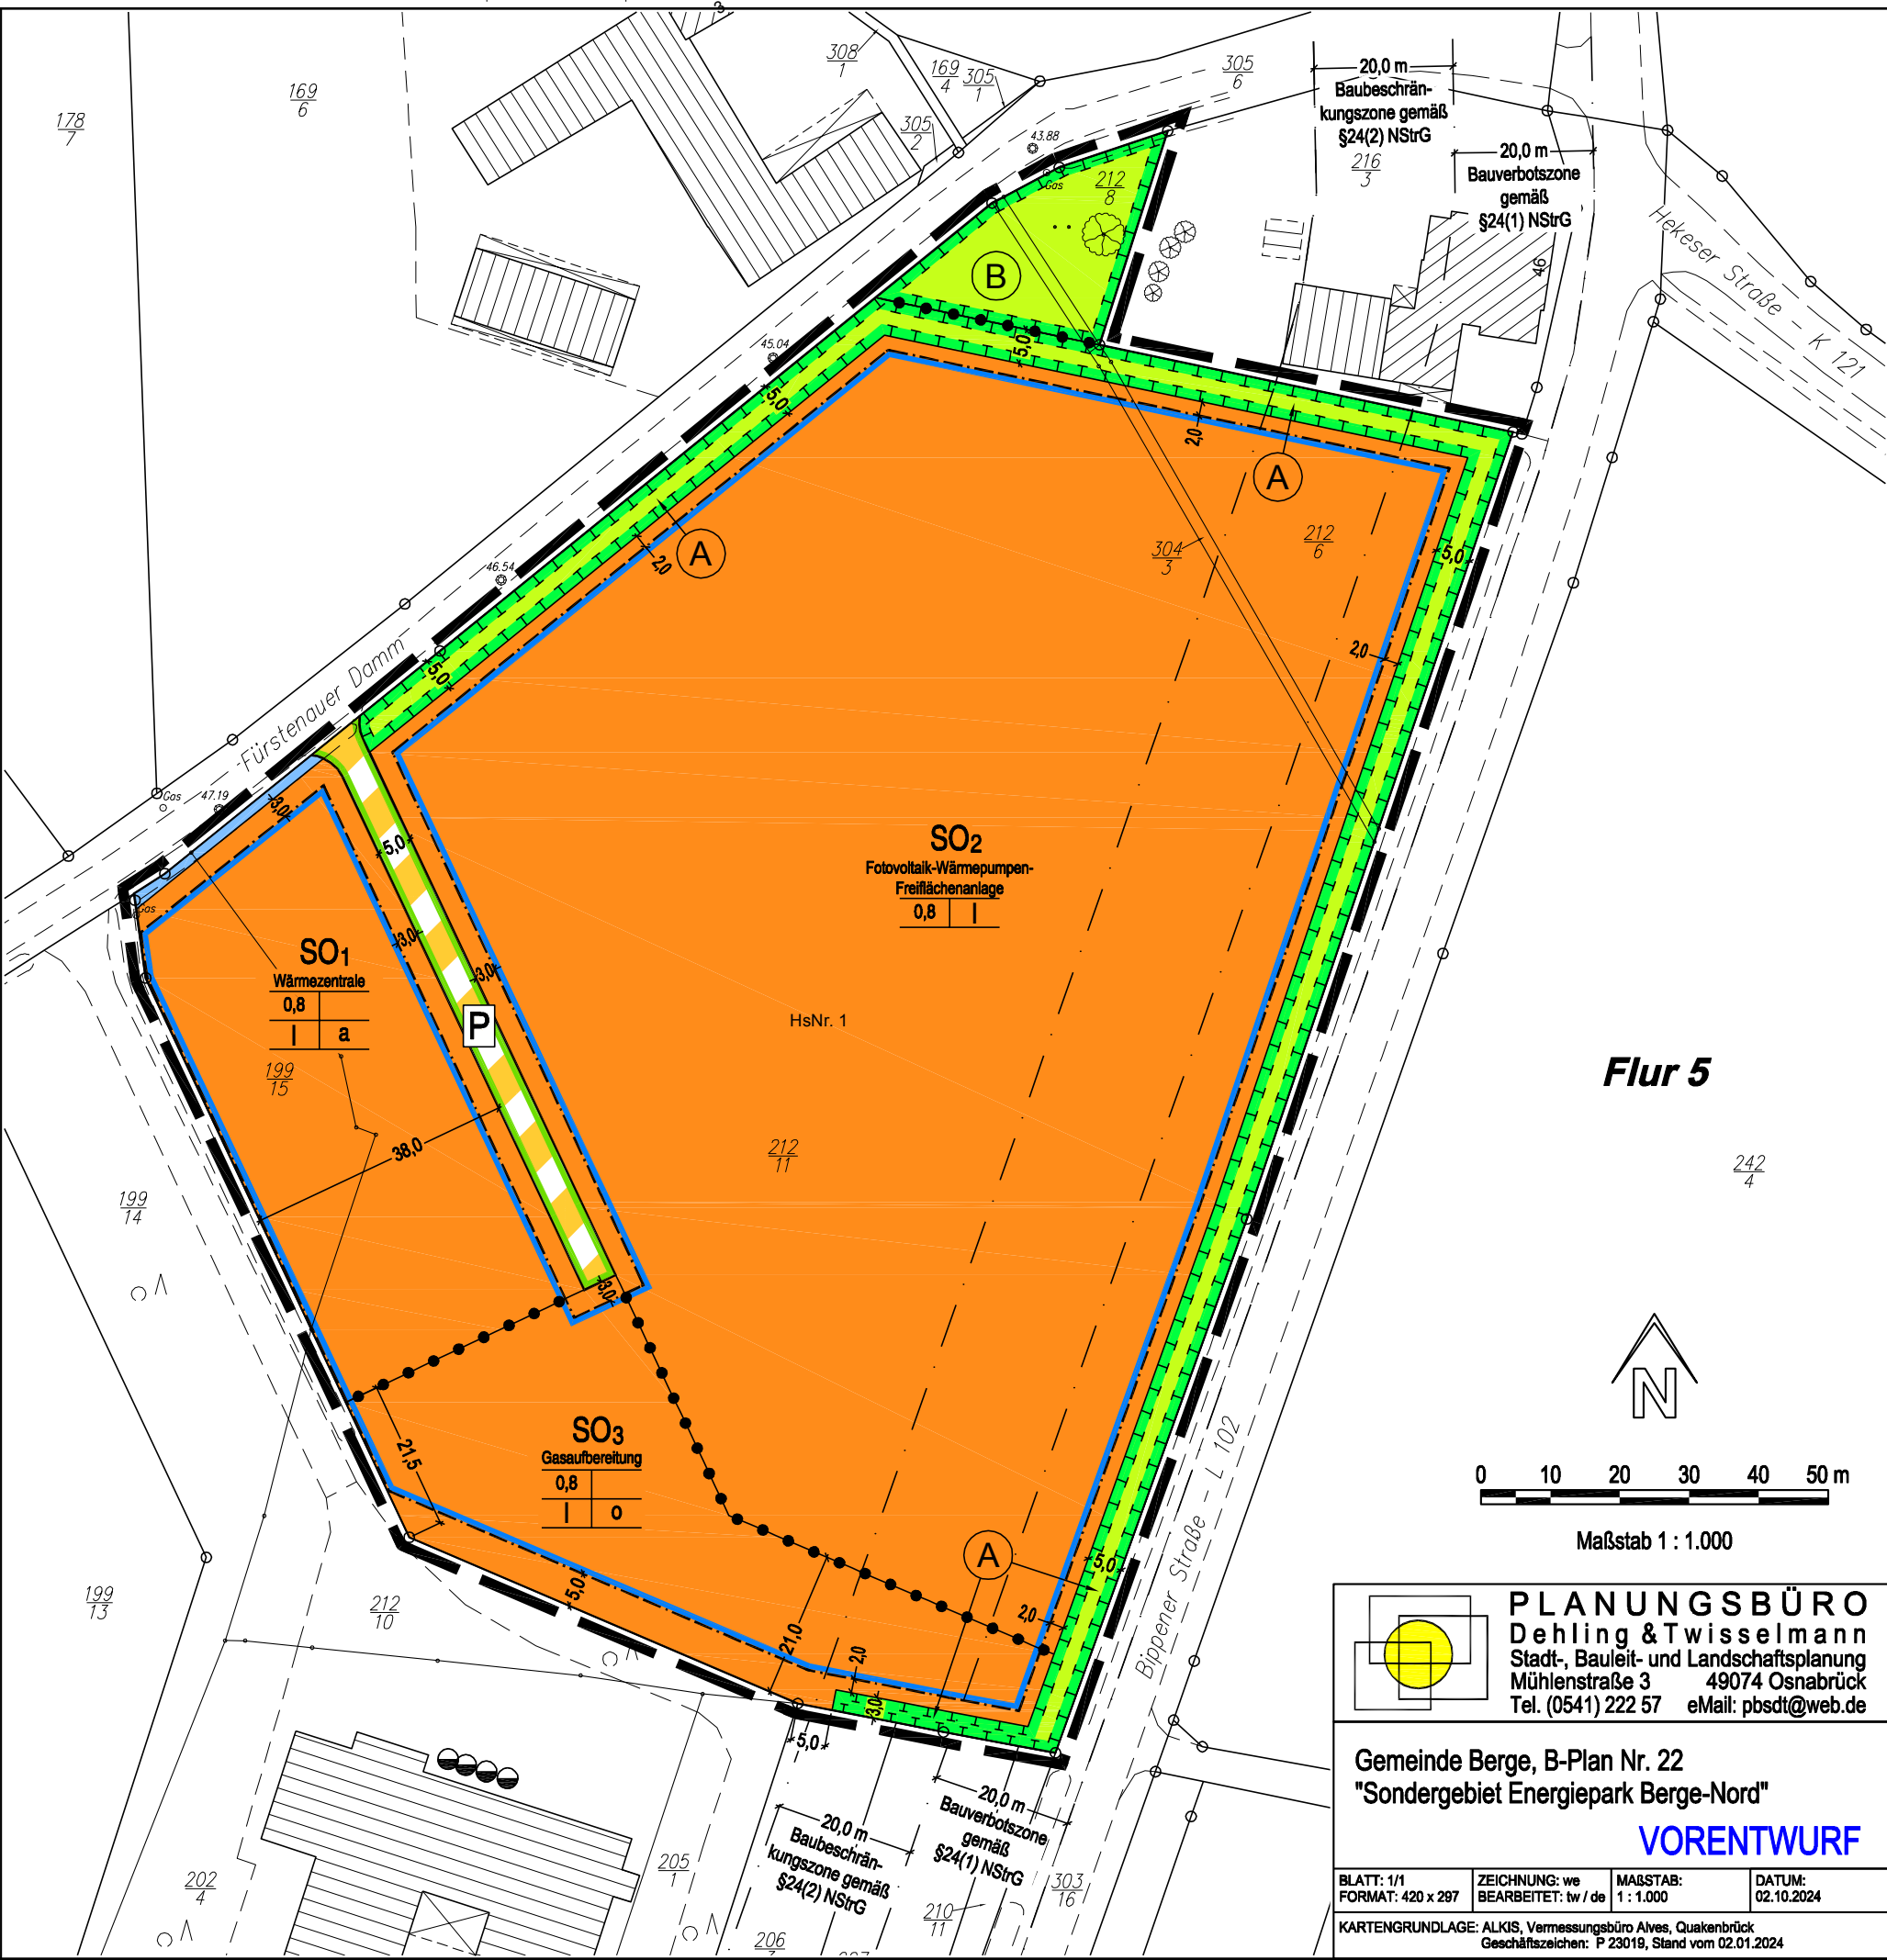 178
7
169
6
308
1
169
4
305
1
305
2
305
6
43.88
Gas
212
8
20,0 m
Baubeschrän-
kungszone gemäß
§24(2) NStrG
216
3
20,0 m
Bauverbotszone
gemäß
§24(1) NStrG
46
Hekeser Straße - K 121
B
45.04
5,0
5,0
2,0
A
A
2,0
46.54
304
3
212
6
5,0
2,0
5,0
Fürstenauer Damm
Gas
47.19
3,0
5,0
Gas
SO2
Fotovoltaik-Wärmepumpen-
Freiflächenanlage
0,8 I
SO1
Wärmezentrale
0,8
I a
3,0
3,0
P
HsNr. 1
199
15
Flur 5
38,0
212
11
242
4
199
14
3,0
N
SO3
Gasaufbereitung
0,8
I o
21,5
Bippener Straße - L 102
0 10 20 30 40 50 m
Maßstab 1 : 1.000
A
5,0
5,0
2,0
199
13
212
10
21,0
2,0
3,0
5,0
20,0 m
Bauverbotszone
gemäß
§24(1) NStrG
20,0 m
Baubeschrän-
kungszone gemäß
§24(2) NStrG
205
1
202
4
303
16
210
11
206
PLANUNGSBÜRO
Dehling & Twisselmann
Stadt-, Bauleit- und Landschaftsplanung
Mühlenstraße 3 49074 Osnabrück
Tel. (0541) 222 57 eMail: pbsdt@web.de
Gemeinde Berge, B-Plan Nr. 22
"Sondergebiet Energiepark Berge-Nord"
VORENTWURF
BLATT: 1/1 ZEICHNUNG: we MAßSTAB: DATUM:
FORMAT: 420 x 297 BEARBEITET: tw / de 1 : 1.000 02.10.2024
KARTENGRUNDLAGE: ALKIS, Vermessungsbüro Alves, Quakenbrück
Geschäftszeichen: P 23019, Stand vom 02.01.2024